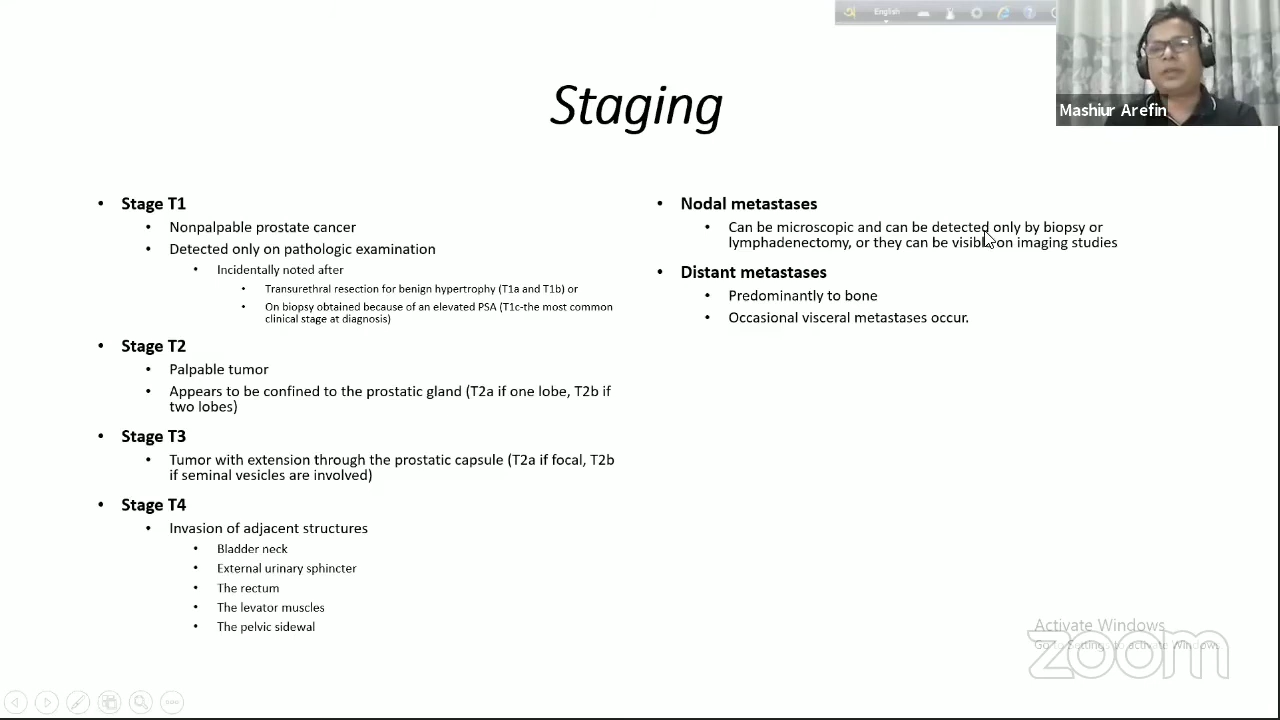 English
Mashiur Arefin
Staging
• Stage T1
• Nonpalpable prostate cancer
• Detected only on pathologic examination
• Incidentally noted after
• Transurethral resection for benign hypertrophy (T1a and T1b) or
• On biopsy obtained because of an elevated PSA (T1c-the most common
clinical stage at diagnosis)
• Stage T2
• Palpable tumor
• Appears to be confined to the prostatic gland (T2a if one lobe, T2b if
two lobes)
• Stage T3
• Tumor with extension through the prostatic capsule (T2a if focal, T2b
if seminal vesicles are involved)
• Stage T4
• Invasion of adjacent structures
• Bladder neck
• External urinary sphincter
• The rectum
• The levator muscles
• The pelvic sidewal
• Nodal metastases
• Can be microscopic and can be detected only by biopsy or
lymphadenectomy, or they can be visible on imaging studies
• Distant metastases
• Predominantly to bone
• Occasional visceral metastases occur.
Activate Windows
Go to Settings to activate Windows.
zoom